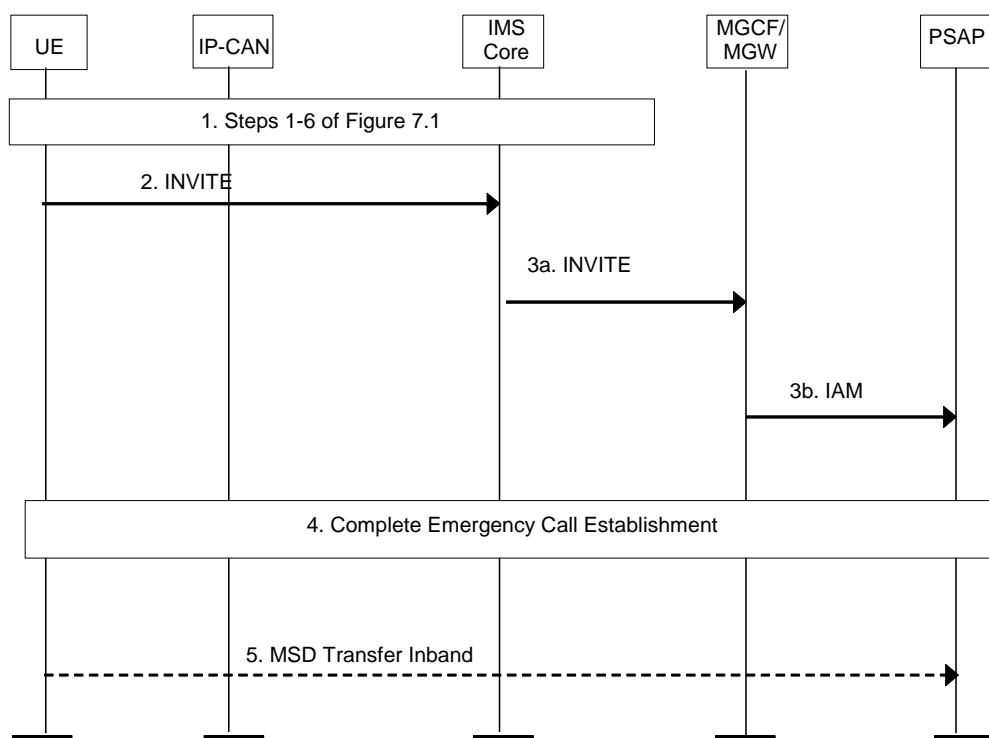 UE
IP-CAN
IMS
Core
MGCF/
MGW
PSAP
1. Steps 1-6 of Figure 7.1
2. INVITE
3a. INVITE
3b. IAM
4. Complete Emergency Call Establishment
5. MSD Transfer Inband